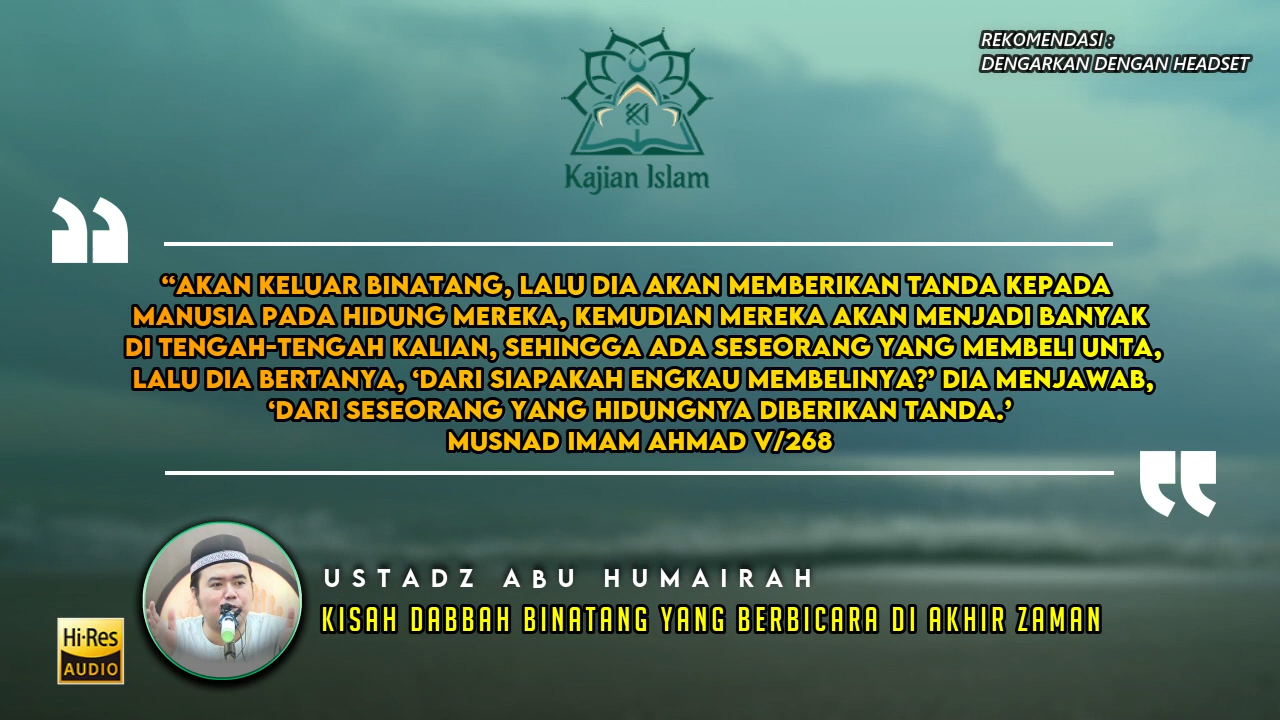 REKOMENDASI :
DENGARKAN DENGAN HEADSET
Kajian Islam
“AKAN KELUAR BINATANG, LALU DIA AKAN MEMBERIKAN TANDA KEPADA
MANUSIA PADA HIDUNG MEREKA, KEMUDIAN MEREKA AKAN MENJADI BANYAK
DI TENGAH-TENGAH KALIAN, SEHINGGA ADA SESEORANG YANG MEMBELI UNTA,
LALU DIA BERTANYA, ‘DARI SIAPAKAH ENGKAU MEMBELINYA?’ DIA MENJAWAB,
‘DARI SESEORANG YANG HIDUNGNYA DIBERIKAN TANDA.’
MUSNAD IMAM AHMAD V/268
USTADZ ABU HUMAIRAH
KISAH DABBAH BINATANG YANG BERBICARA DI AKHIR ZAMAN
Hi-Res
AUDIO